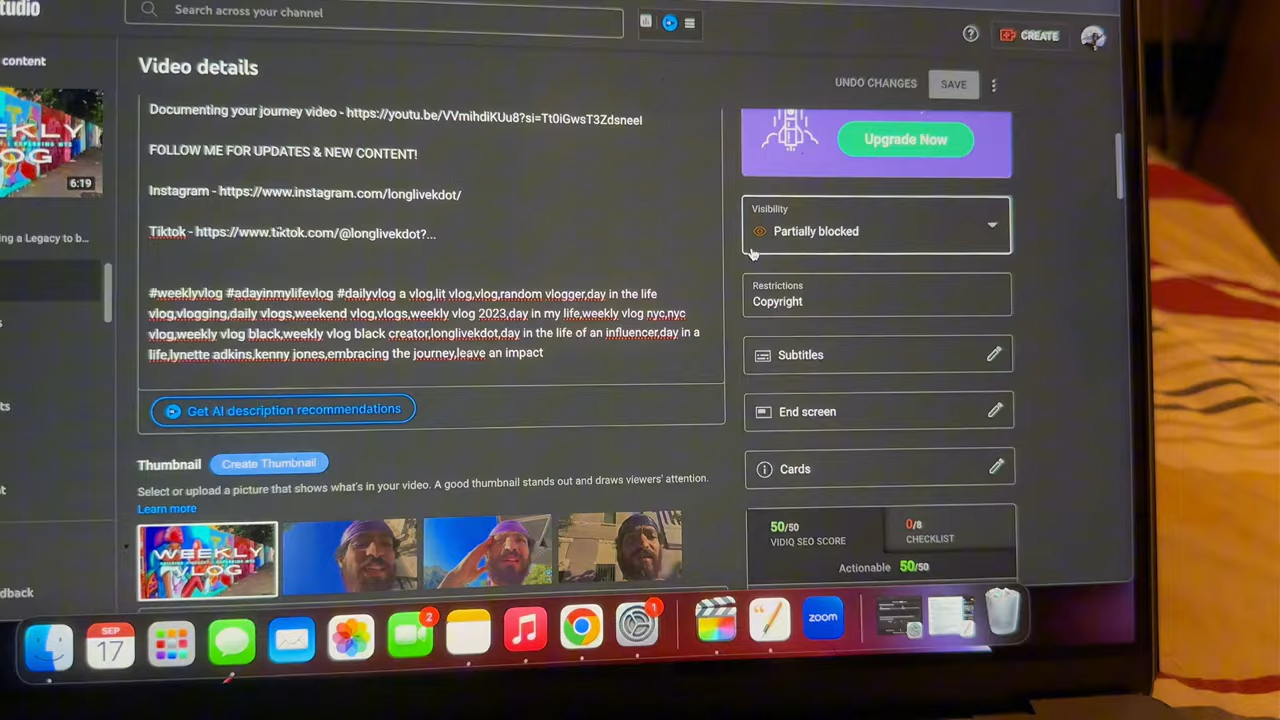 tudio
Search across your channel
CREATE
content
Video details
UNDO CHANGES
SAVE
Documenting your journey video - https://youtu.be/VVmihdiKUu8?si=Tt0iGwsT3Zdsneel
FOLLOW ME FOR UPDATES & NEW CONTENT!
Instagram - https://www.instagram.com/longlivekdot/
Tiktok - https://www.tiktok.com/@longlivekdot?...
#weeklyvlog #adayinmylifevlog #dailyvlog a vlog,lit vlog,vlog,random vlogger,day in the life
vlog,vlogging,daily vlogs,weekend vlog,vlogs,weekly vlog 2023,day in my life,weekly vlog nyc,nyc
vlog,weekly vlog black,weekly vlog black creator,longlivekdot,day in the life of an influencer,day in a
life,lynette adkins,kenny jones,embracing the journey,leave an impact
Get AI description recommendations
Upgrade Now
Visibility
Partially blocked
Restrictions
Copyright
Subtitles
End screen
Cards
50/50
VIDIQ SEO SCORE
0/8
CHECKLIST
Actionable 50/50
EKLY
OG
6:19
ng a Legacy to b...
s
ts
t
dback
Thumbnail
Create Thumbnail
Select or upload a picture that shows what's in your video. A good thumbnail stands out and draws viewers' attention.
Learn more
WEEKLY
VLOG
SEP
17
2
1
zoom